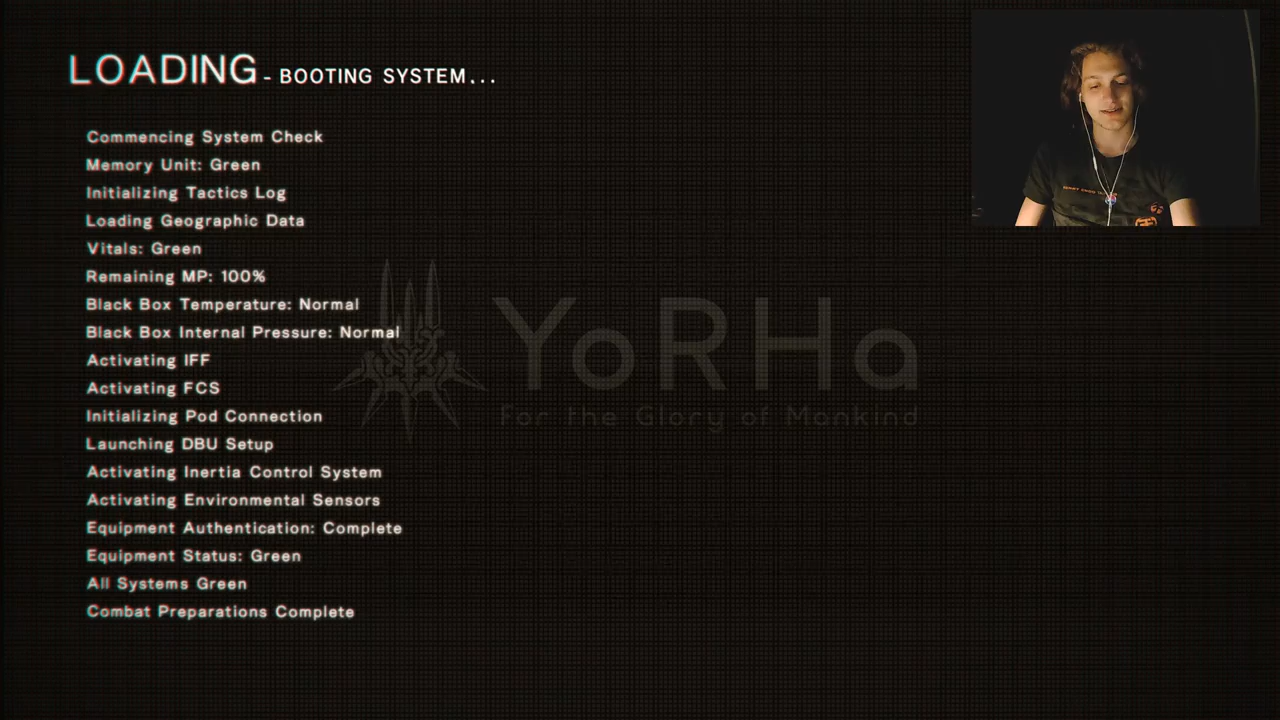 LOADING - BOOTING SYSTEM...
Commencing System Check
Memory Unit: Green
Initializing Tactics Log
Loading Geographic Data
Vitals: Green
Remaining MP: 100%
Black Box Temperature: Normal
Black Box Internal Pressure: Normal
Activating IFF
Activating FCS
Initializing Pod Connection
Launching DBU Setup
Activating Inertia Control System
Activating Environmental Sensors
Equipment Authentication: Complete
Equipment Status: Green
All Systems Green
Combat Preparations Complete
YoRHa
For the Glory of Mankind